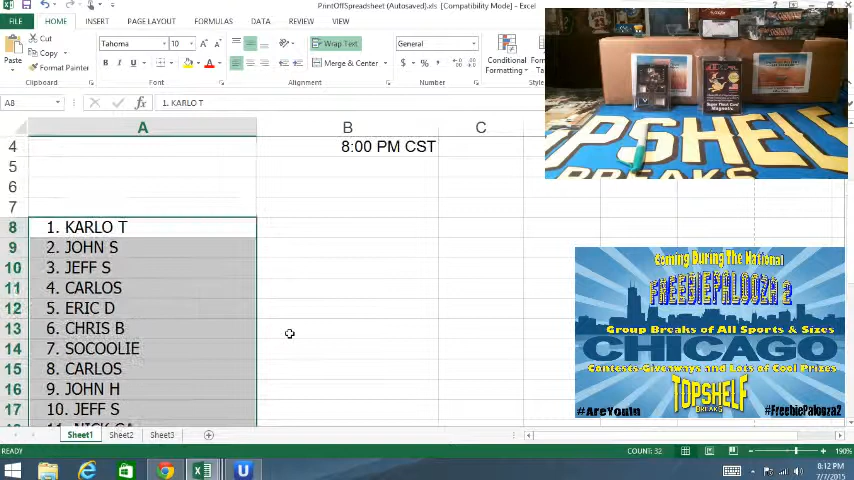 PrintOffSpreadsheet (Autosaved).xls [Compatibility Mode] - Excel
FILE HOME INSERT PAGE LAYOUT FORMULAS DATA REVIEW VIEW
Paste
Cut
Copy
Format Painter
Clipboard
Tahoma 10
B I U
Font
Wrap Text
Merge & Center
Alignment
General
$ %
Number
Conditional
Formatting
A8
fx 1. KARLO T
A B C
4 8:00 PM CST
5
6
7
8 1. KARLO T
9 2. JOHN S
10 3. JEFF S
11 4. CARLOS
12 5. ERIC D
13 6. CHRIS B
14 7. SOCOOLIE
15 8. CARLOS
16 9. JOHN H
17 10. JEFF S
TOPSHELF
BREAKS
Coming During The National
FREEBIEPALOOZA 2
Group Breaks of All Sports & Sizes
CHICAGO
Contests-Giveaways and Lots of Cool Prizes
TOPSHELF
BREAKS
#AreYouIn
#FreebiePalooza2
Sheet1 Sheet2 Sheet3
READY
COUNT: 32
190%
8:12 PM
7/7/2015